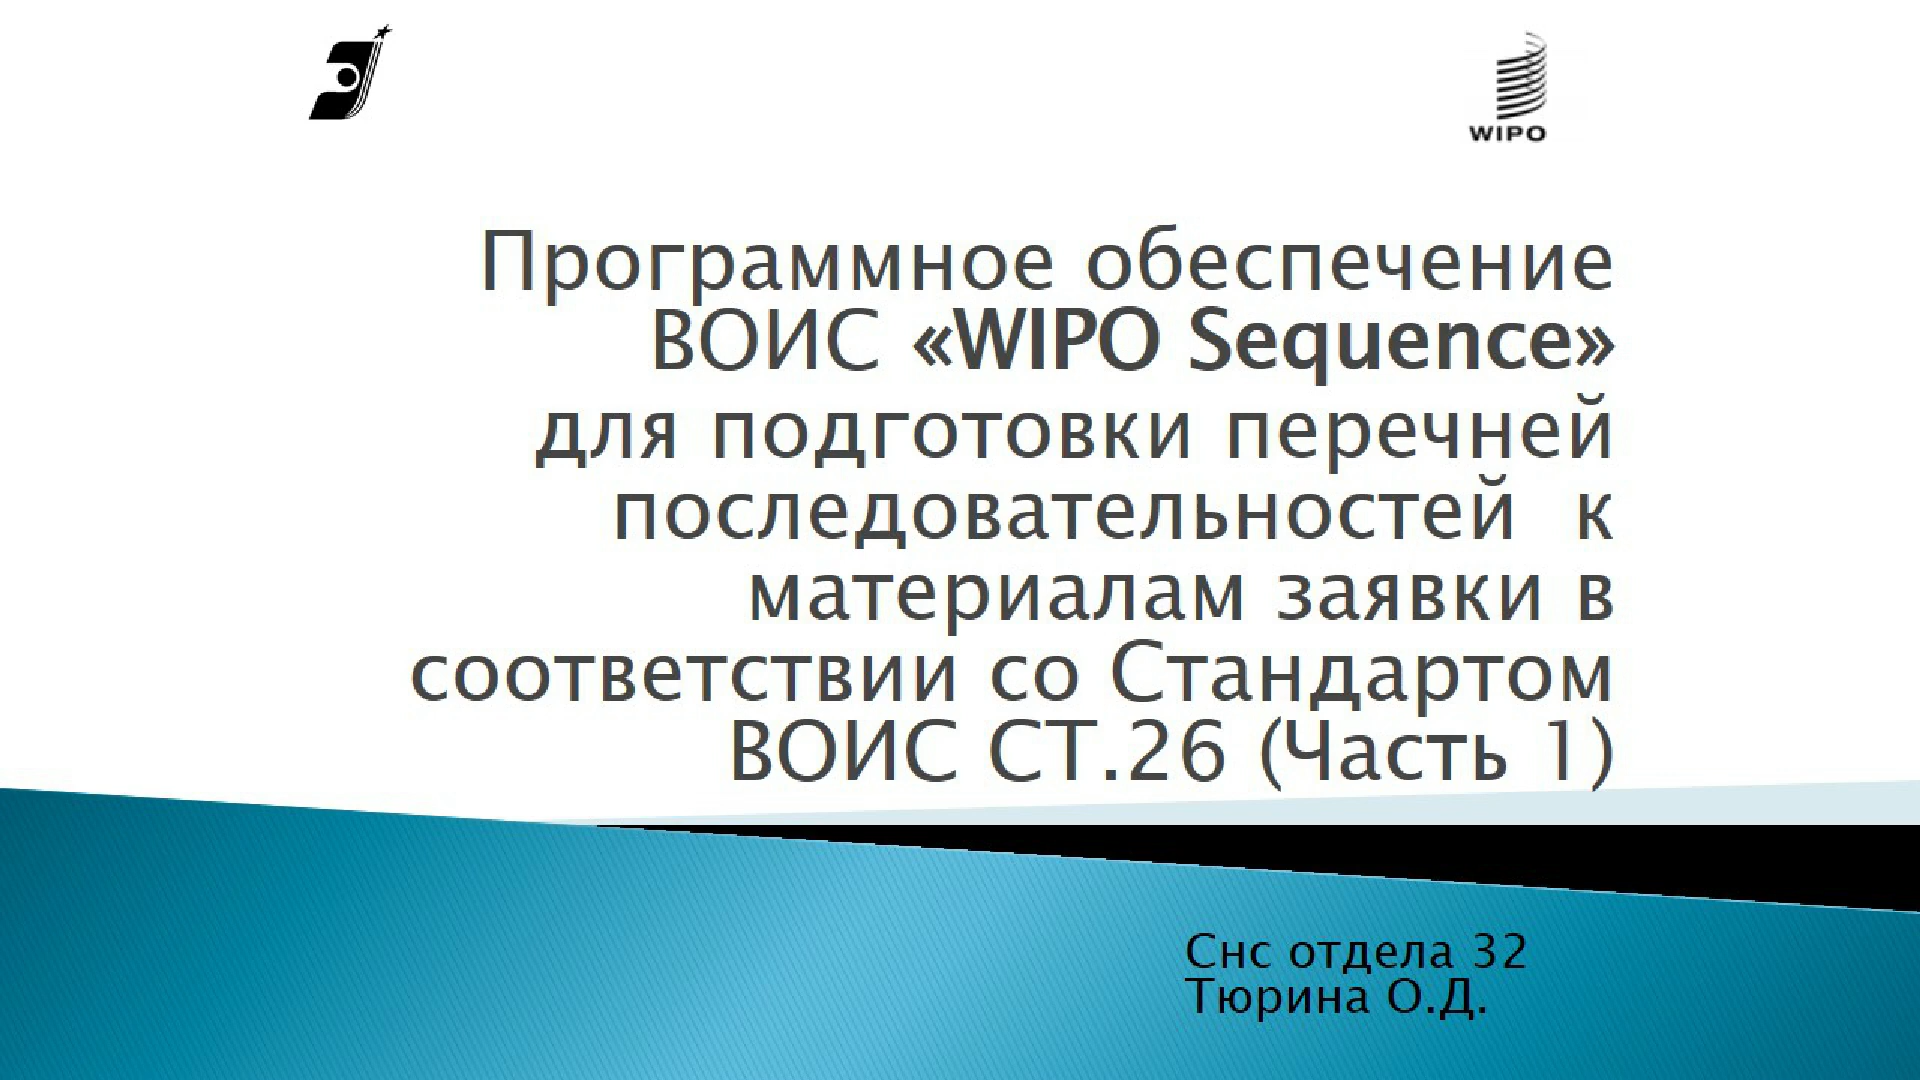 WIPO
Программное обеспечение
ВОИС «WIPO Sequence»
для подготовки перечней
последовательностей к
материалам заявки в
соответствии со Стандартом
ВОИС СТ.26 (Часть 1)
Снс отдела 32
Тюрина О.Д.